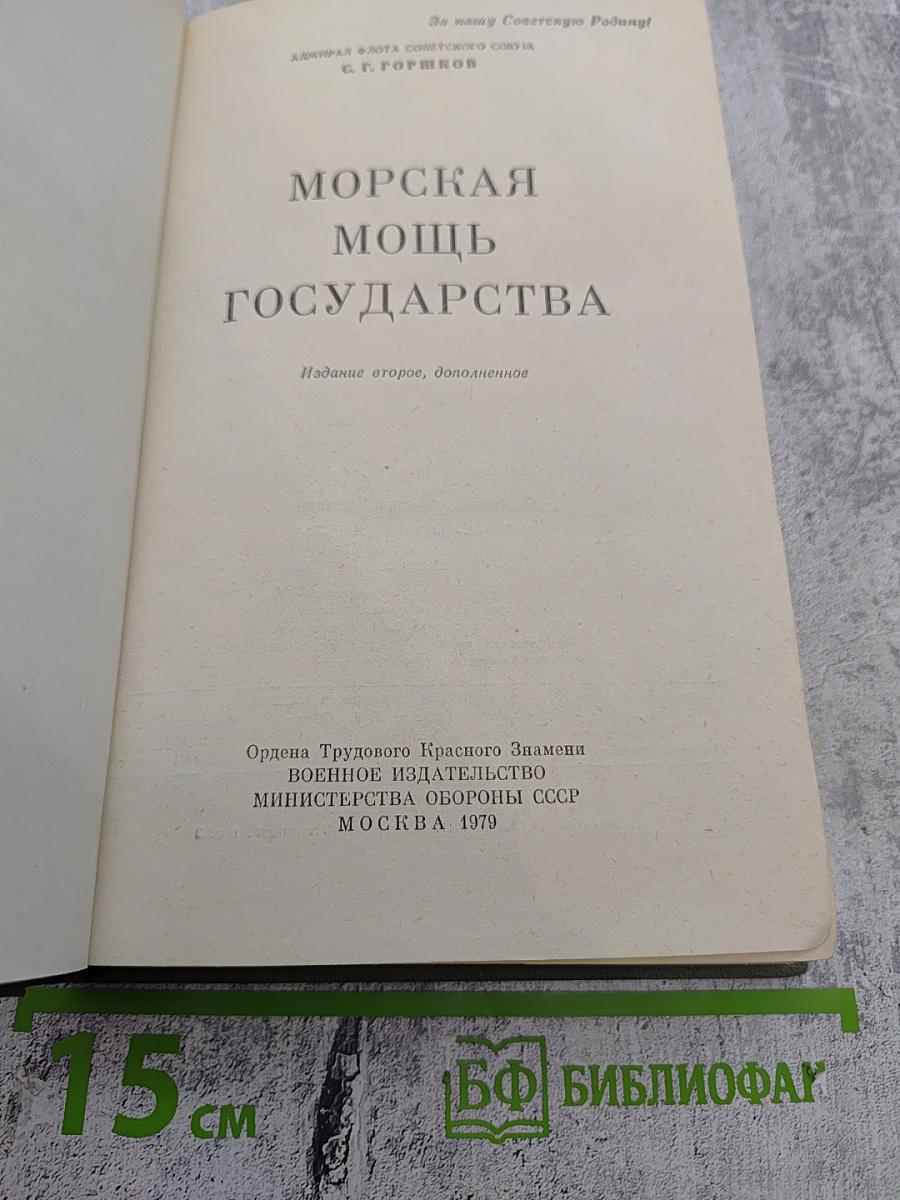 За нашу Советскую Родину!
АДМИРАЛ ФЛОТА СОВЕТСКОГО СОЮЗА
С. Г. ГОРШКОВ
МОРСКАЯ
МОЩЬ
ГОСУДАРСТВА
Издание второе, дополненное
Ордена Трудового Красного Знамени
ВОЕННОЕ ИЗДАТЕЛЬСТВО
МИНИСТЕРСТВА ОБОРОНЫ СССР
МОСКВА 1979
15 см
БФ БИБЛИОФАГ